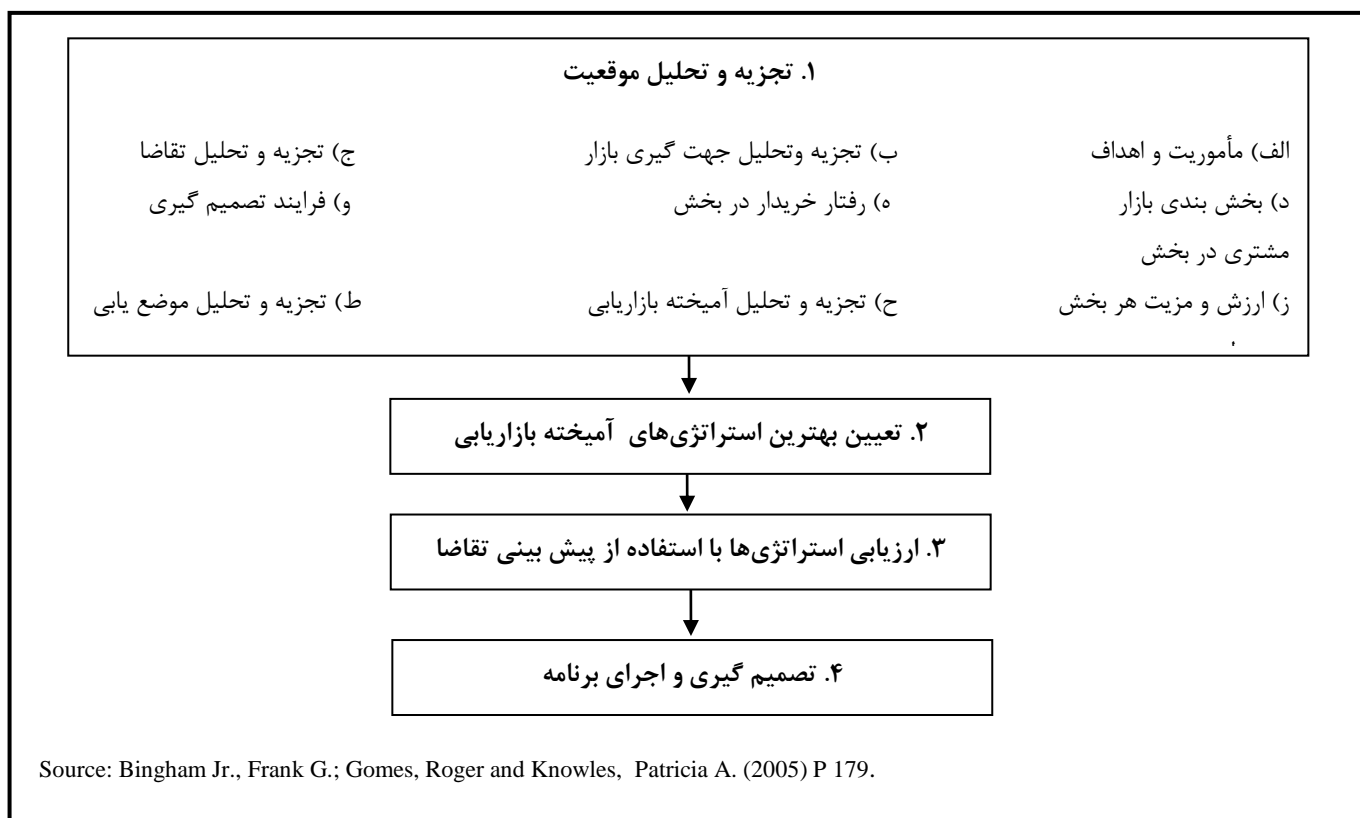 ۱. تجزیه و تحلیل موقعیت
الف) مأموریت و اهداف ب) تجزیه وتحلیل جهت گیری بازار ج) تجزیه و تحلیل تقاضا
د) بخش بندی بازار ه) رفتار خریدار در بخش و) فرایند تصمیم گیری
مشتری در بخش
ز) ارزش و مزیت هر بخش ح) تجزیه و تحلیل آمیخته بازاریابی ط) تجزیه و تحلیل موضع یابی
۲. تعیین بهترین استراتژی‌های آمیخته بازاریابی
۳. ارزیابی استراتژی‌ها با استفاده از پیش بینی تقاضا
۴. تصمیم گیری و اجرای برنامه
Source: Bingham Jr., Frank G.; Gomes, Roger and Knowles, Patricia A. (2005) P 179.